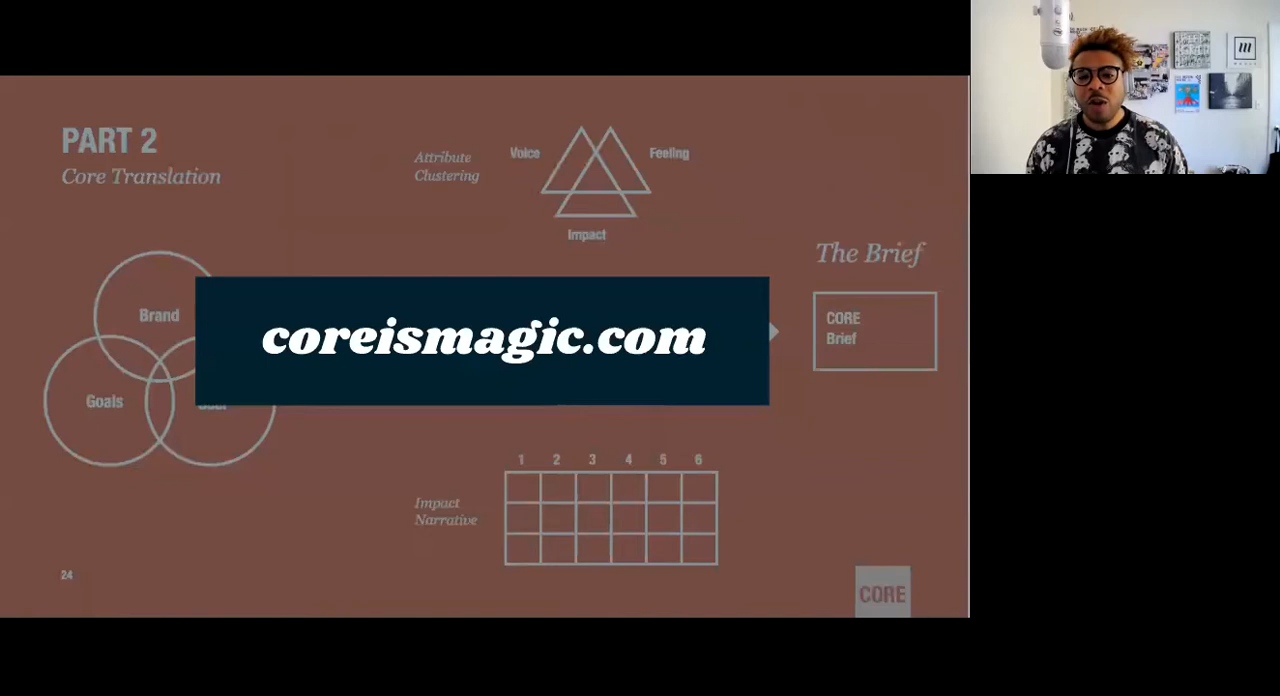 PART 2
Core Translation
Attribute
Clustering
Voice
Feeling
Impact
The Brief
Brand
Goals
coreismagic.com
CORE
Brief
1 2 3 4 5 6
Impact
Narrative
24
CORE